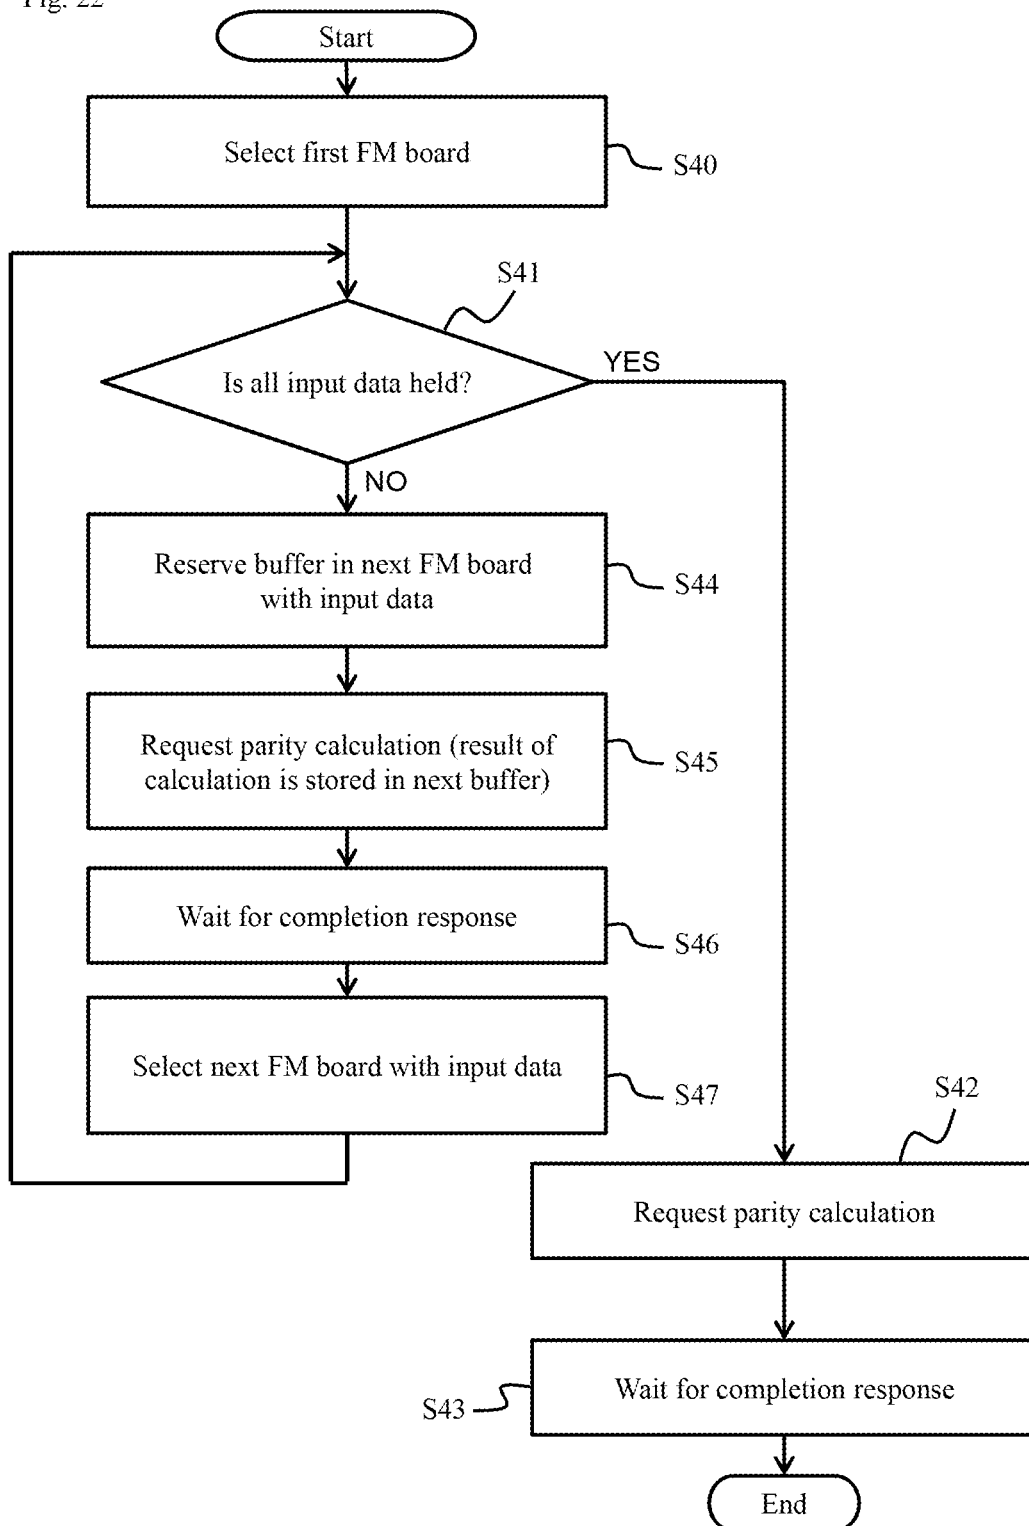 Fig. 22
Start
Select first FM board
S40
S41
Is all input data held?
YES
NO
Reserve buffer in next FM board
with input data
S44
Request parity calculation (result of
calculation is stored in next buffer)
S45
Wait for completion response
S46
Select next FM board with input data
S47
S42
Request parity calculation
Wait for completion response
S43
End